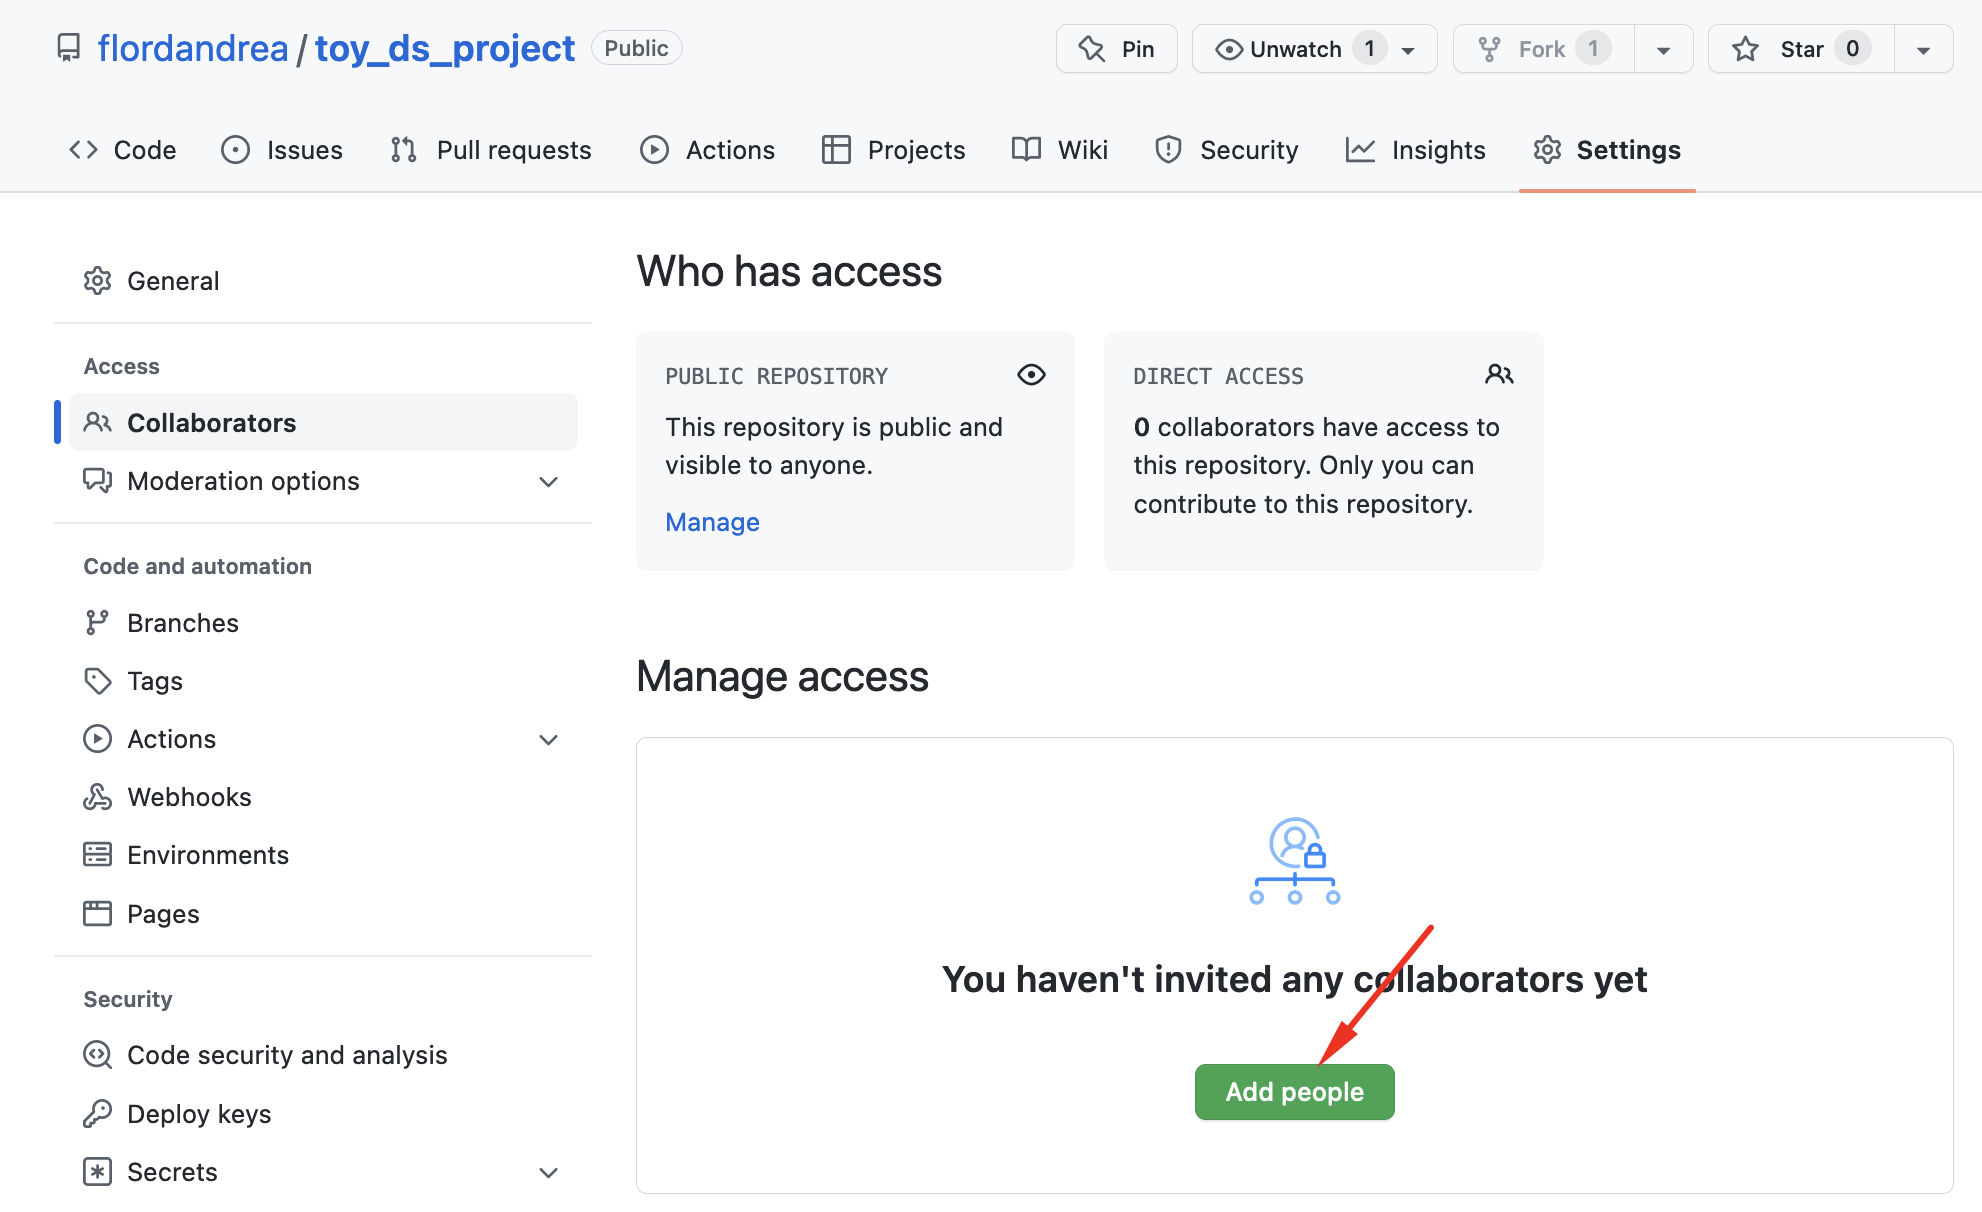 flordandrea / toy_ds_project Public
Pin
Unwatch 1
Fork 1
Star 0
Code
Issues
Pull requests
Actions
Projects
Wiki
Security
Insights
Settings
General
Access
Collaborators
Moderation options
Code and automation
Branches
Tags
Actions
Webhooks
Environments
Pages
Security
Code security and analysis
Deploy keys
Secrets
Who has access
PUBLIC REPOSITORY
This repository is public and
visible to anyone.
Manage
DIRECT ACCESS
0 collaborators have access to
this repository. Only you can
contribute to this repository.
Manage access
You haven't invited any collaborators yet
Add people